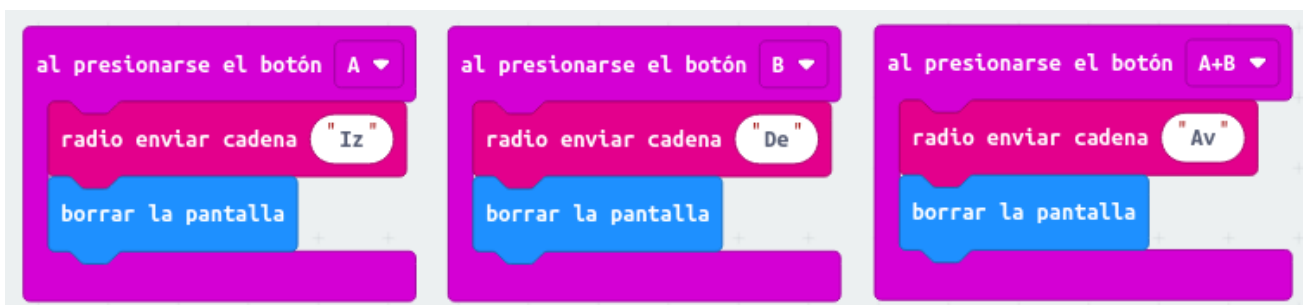 al presionarse el botón A
radio enviar cadena "Iz"
borrar la pantalla
al presionarse el botón B
radio enviar cadena "De"
borrar la pantalla
al presionarse el botón A+B
radio enviar cadena "Av"
borrar la pantalla